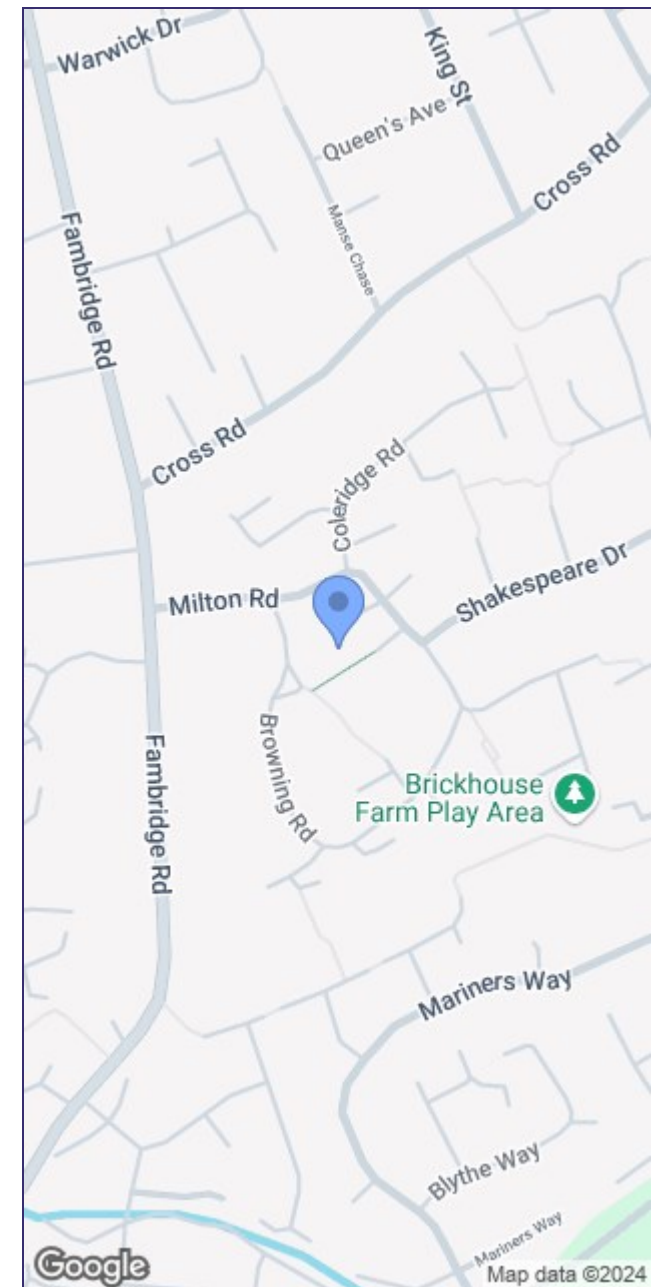 Warwick Dr
King St
Queen's Ave
Cross Rd
Manse Chase
Fambridge Rd
Cross Rd
Coleridge Rd
Milton Rd
Shakespeare Dr
Browning Rd
Fambridge Rd
Brickhouse
Farm Play Area
Mariners Way
Blythe Way
Mariners Way
Google
Map data ©2024